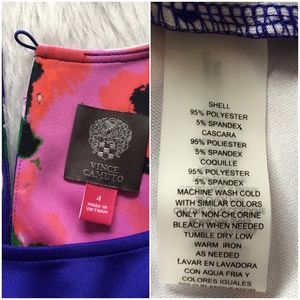 VINCE
CAMUTO
4
MADE IN
VIETNAM
SHELL
95% POLYESTER
5% SPANDEX
CASCARA
95% POLIESTER
5% SPANDEX
COQUILLE
95% POLYESTER
5% SPANDEX
MACHINE WASH COLD
WITH SIMILAR COLORS
ONLY NON-CHLORINE
BLEACH WHEN NEEDED
TUMBLE DRY LOW
WARM IRON
AS NEEDED
LAVAR EN LAVADORA
CON AQUA FRIA Y
COLORES IGUALES